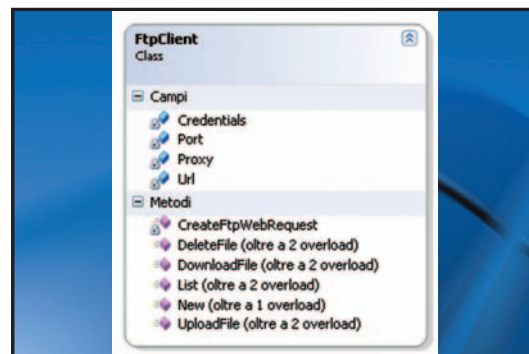 FtpClient
Class
Campi
Credentials
Port
Proxy
Url
Metodi
CreateFtpWebRequest
DeleteFile (oltre a 2 overload)
DownloadFile (oltre a 2 overload)
List (oltre a 2 overload)
New (oltre a 1 overload)
UploadFile (oltre a 2 overload)